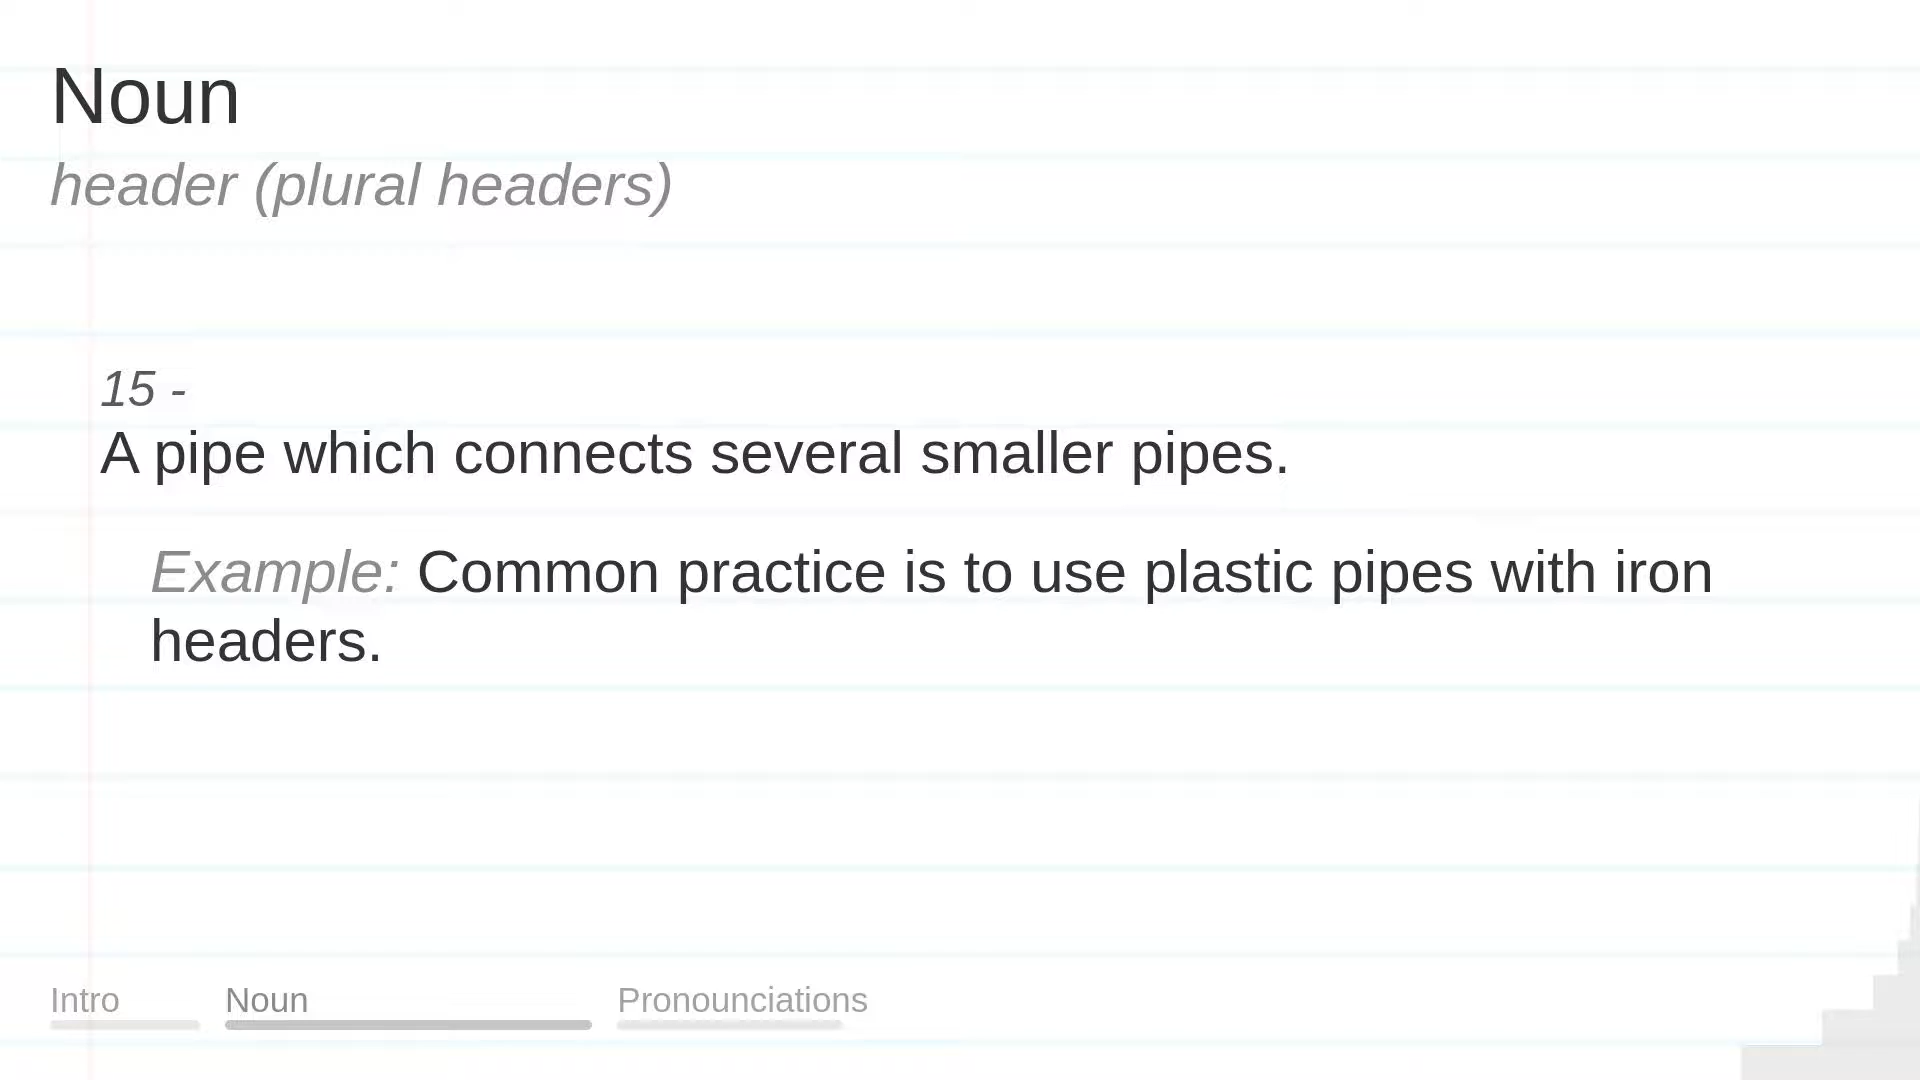 Noun
header (plural headers)
15 -
A pipe which connects several smaller pipes.
Example: Common practice is to use plastic pipes with iron
headers.
Intro
Noun
Pronounciations